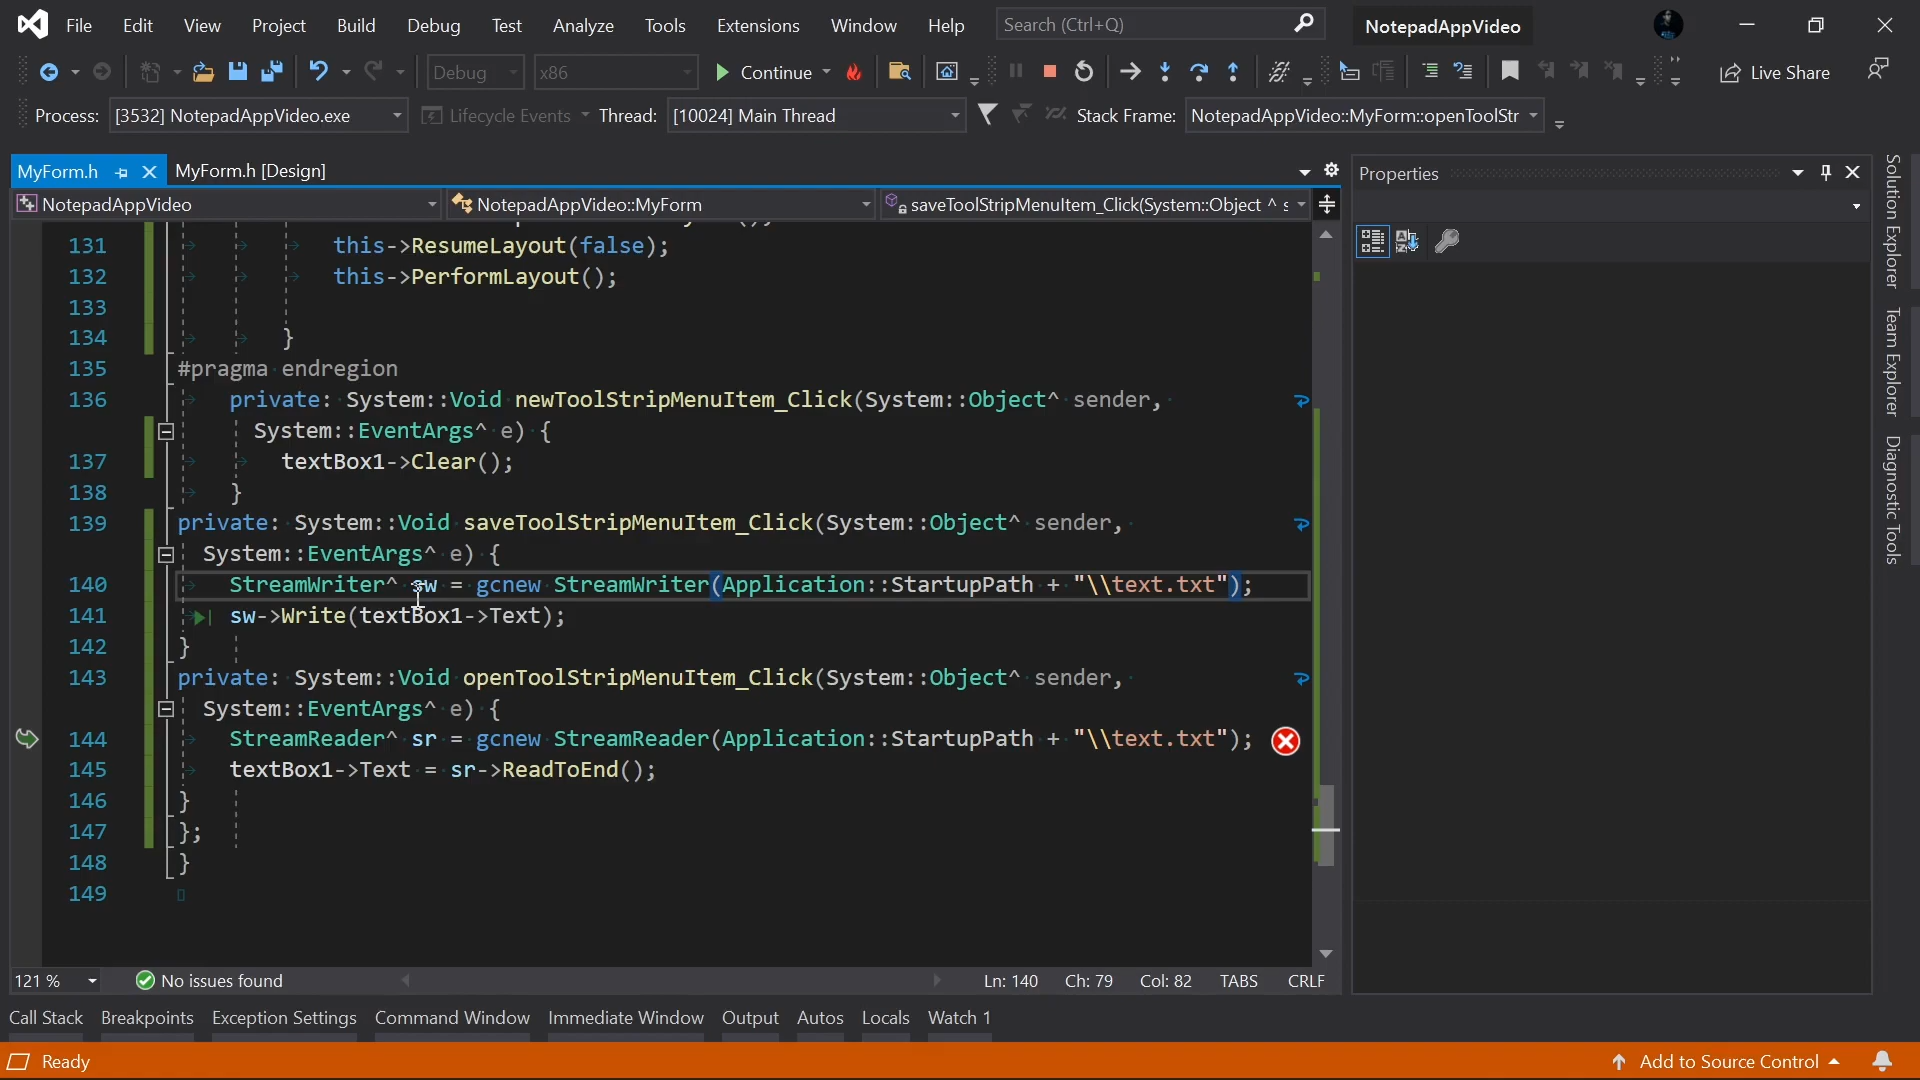 File Edit View Project Build Debug Test Analyze Tools Extensions Window Help Search (Ctrl+Q) NotepadAppVideo
Debug x86 Continue Live Share
Process: [3532] NotepadAppVideo.exe Lifecycle Events Thread: [10024] Main Thread Stack Frame: NotepadAppVideo::MyForm::openToolStr
MyForm.h MyForm.h [Design]
NotepadAppVideo NotepadAppVideo::MyForm saveToolStripMenuItem_Click(System::Object ^ s
131 this->ResumeLayout(false);
132 this->PerformLayout();
133
134 }
135 #pragma endregion
136 private: System::Void newToolStripMenuItem_Click(System::Object^ sender,
System::EventArgs^ e) {
137 textBox1->Clear();
138 }
139 private: System::Void saveToolStripMenuItem_Click(System::Object^ sender,
System::EventArgs^ e) {
140 StreamWriter^ sw = gcnew StreamWriter(Application::StartupPath + "\\text.txt");
141 sw->Write(textBox1->Text);
142 }
143 private: System::Void openToolStripMenuItem_Click(System::Object^ sender,
System::EventArgs^ e) {
144 StreamReader^ sr = gcnew StreamReader(Application::StartupPath + "\\text.txt");
145 textBox1->Text = sr->ReadToEnd();
146 }
147 };
148 }
149
121 % No issues found Ln: 140 Ch: 79 Col: 82 TABS CRLF
Properties
Solution Explorer
Team Explorer
Diagnostic Tools
Call Stack Breakpoints Exception Settings Command Window Immediate Window Output Autos Locals Watch 1
Ready Add to Source Control